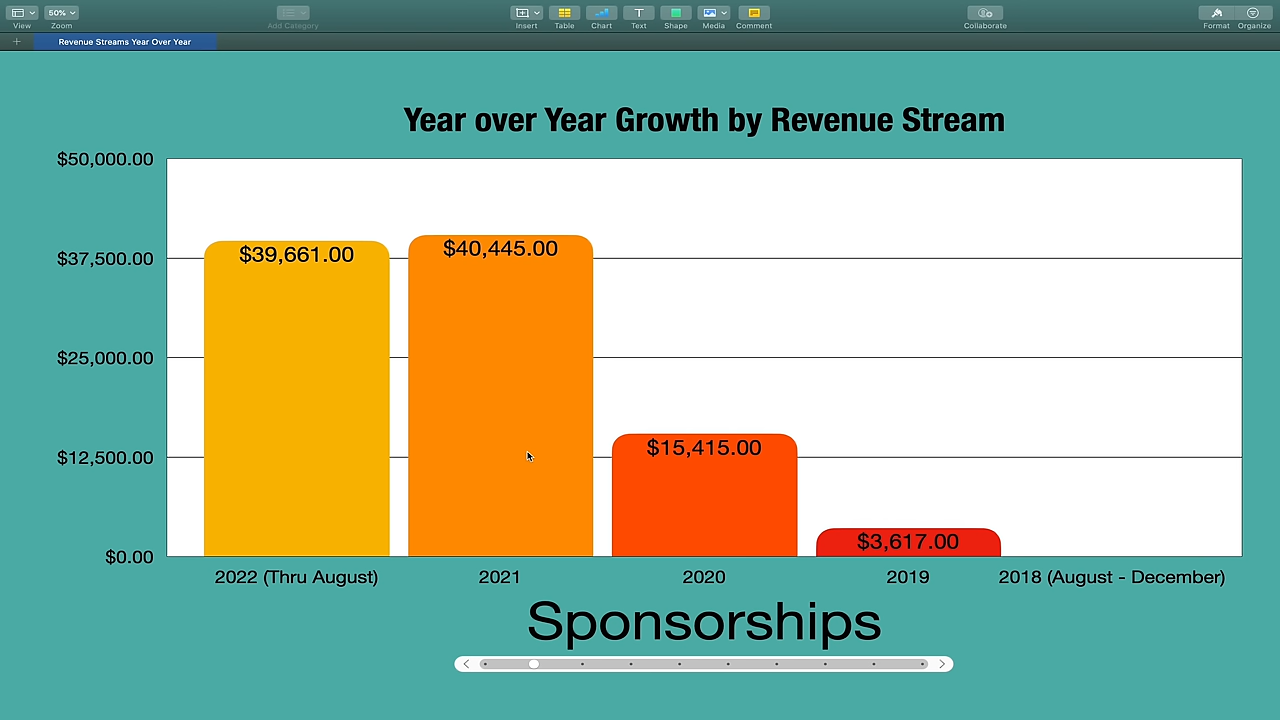 View
Zoom
50%
Add Category
Insert
Table
Chart
Text
Shape
Media
Comment
Collaborate
Format
Organize
Revenue Streams Year Over Year
Year over Year Growth by Revenue Stream
$50,000.00
$37,500.00
$25,000.00
$12,500.00
$0.00
$39,661.00
$40,445.00
$15,415.00
$3,617.00
2022 (Thru August)
2021
2020
2019
2018 (August - December)
Sponsorships